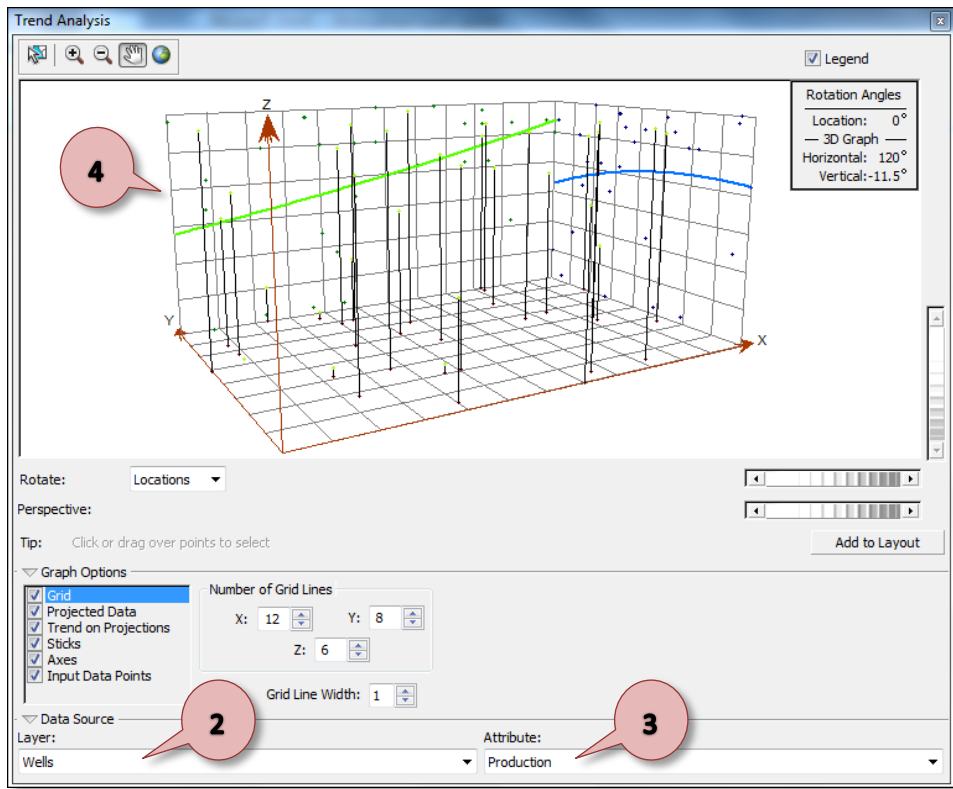 Trend Analysis
Legend
Rotation Angles
Location: 0°
3D Graph
Horizontal: 120°
Vertical:-11.5°
Z
4
Y
X
Rotate: Locations
Perspective:
Tip: Click or drag over points to select
Add to Layout
Graph Options
Grid
Projected Data
Trend on Projections
Sticks
Axes
Input Data Points
Number of Grid Lines
X: 12 Y: 8
Z: 6
Grid Line Width: 1
2
3
Data Source
Layer: Attribute:
Wells Production